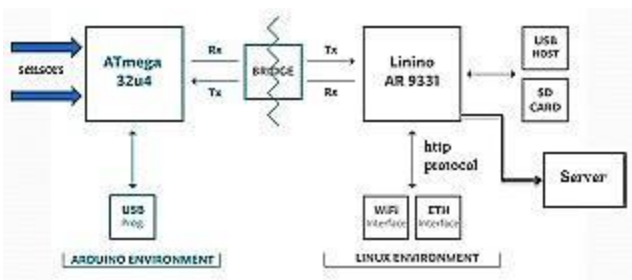 sensors
ATmega
32u4
Rx
Tx
BRIDGE
Tx
Rx
Linino
AR 9331
USB
HOST
SD
CARD
http
protocol
Server
USB
Prog.
WiFi
Interface
ETH
Interface
ARDUINO ENVIRONMENT
LINUX ENVIRONMENT